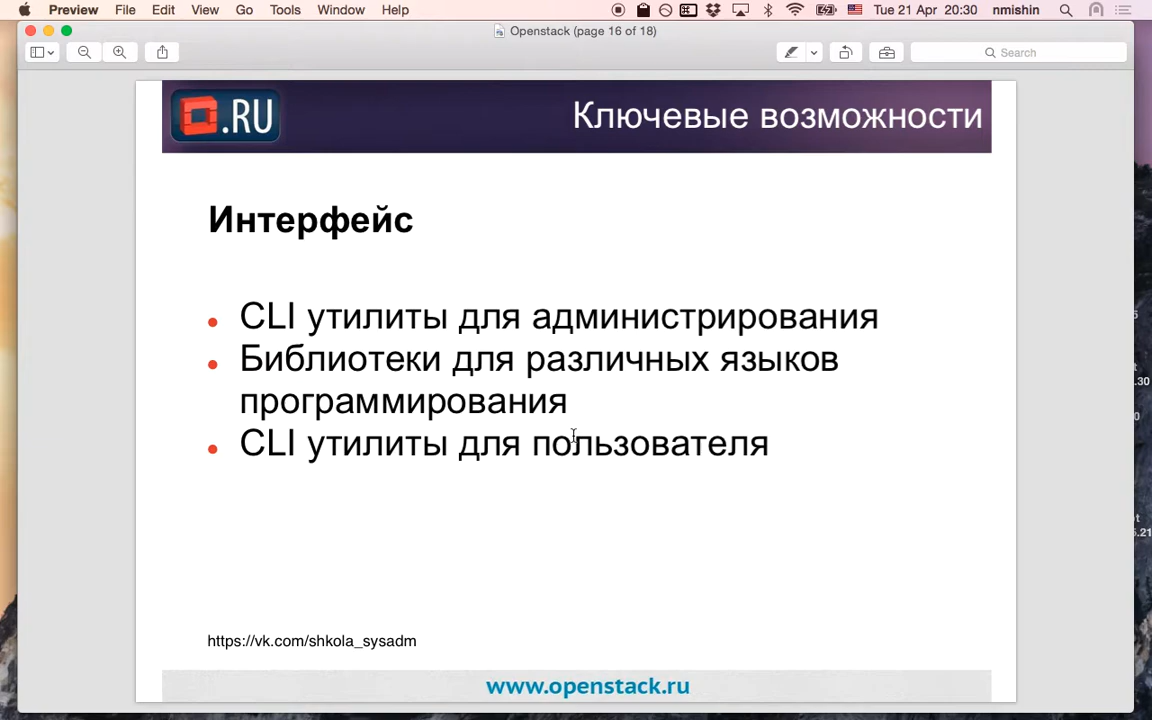 Preview File Edit View Go Tools Window Help Tue 21 Apr 20:30 nmishin
Openstack (page 16 of 18)
Search
.RU
Ключевые возможности
Интерфейс
CLI утилиты для администрирования
Библиотеки для различных языков
программирования
CLI утилиты для пользователя
https://vk.com/shkola_sysadm
www.openstack.ru